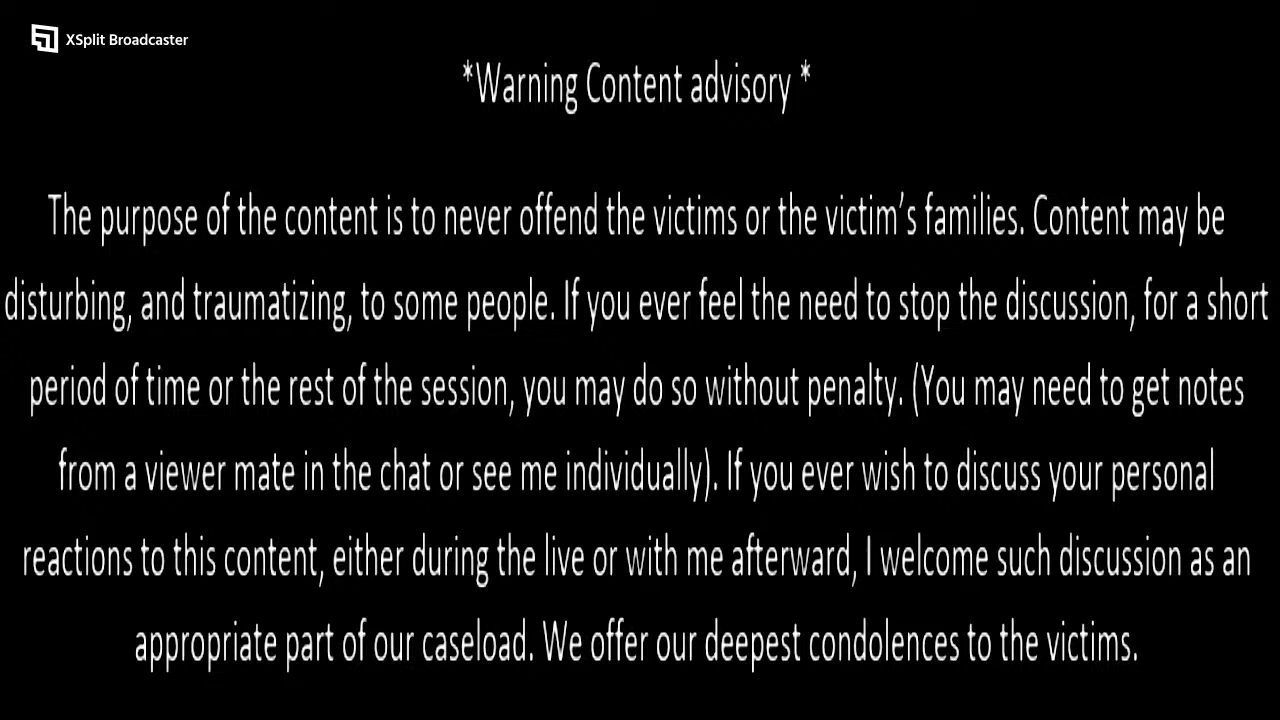 XSplit Broadcaster
*Warning Content advisory *
The purpose of the content is to never offend the victims or the victim’s families. Content may be
disturbing, and traumatizing, to some people. If you ever feel the need to stop the discussion, for a short
period of time or the rest of the session, you may do so without penalty. (You may need to get notes
from a viewer mate in the chat or see me individually). If you ever wish to discuss your personal
reactions to this content, either during the live or with me afterward, I welcome such discussion as an
appropriate part of our caseload. We offer our deepest condolences to the victims.